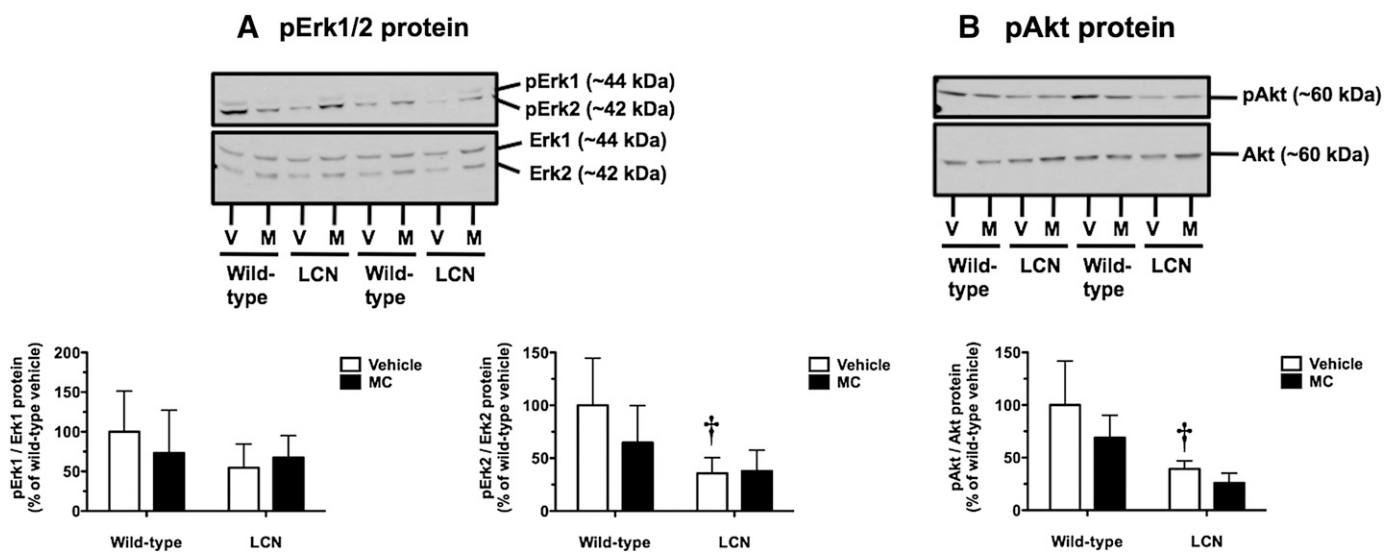 A pErk1/2 protein
pErk1 (~44 kDa)
pErk2 (~42 kDa)
Erk1 (~44 kDa)
Erk2 (~42 kDa)
V M V M V M V M
Wild-
type
LCN
Wild-
type
LCN
B pAkt protein
pAkt (~60 kDa)
Akt (~60 kDa)
V M V M V M V M
Wild-
type
LCN
Wild-
type
LCN
pErk1 / Erk1 protein
(% of wild-type vehicle)
200
150
100
50
0
Wild-type LCN
Vehicle
MC
pErk2 / Erk2 protein
(% of wild-type vehicle)
150
100
50
0
†
Wild-type LCN
Vehicle
MC
pAkt / Akt protein
(% of wild-type vehicle)
150
100
50
0
‡
Wild-type LCN
Vehicle
MC